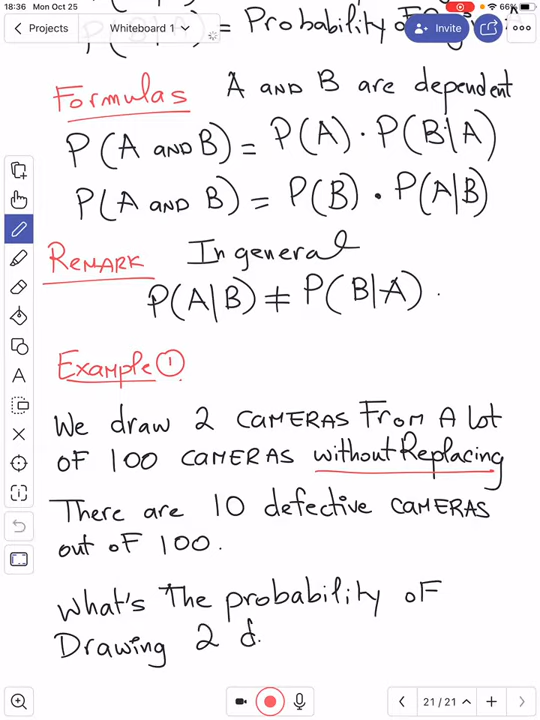 18:36 Mon Oct 25
66%
Projects
Whiteboard 1
Invite
= Probability of
Formulas A AND B are dependent
P(A AND B) = P(A) · P(B|A)
P(A AND B) = P(B) · P(A|B)
REMARK In general
P(A|B) ≠ P(B|A).
Example ①
We draw 2 CAMERAS From A lot
OF 100 CAMERAS without Replacing
There are 10 defective CAMERAS
out of 100.
What's The probability of
Drawing 2 d
A
21/21